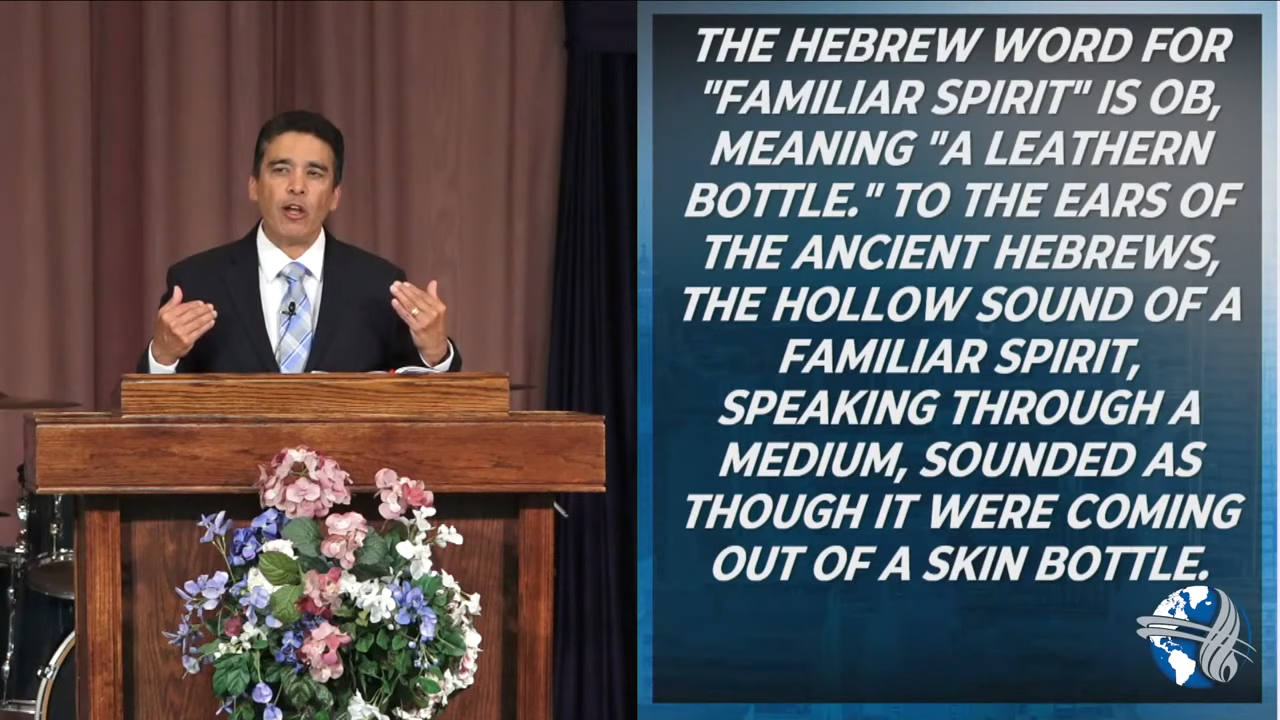 THE HEBREW WORD FOR
"FAMILIAR SPIRIT" IS OB,
MEANING "A LEATHERN
BOTTLE." TO THE EARS OF
THE ANCIENT HEBREWS,
THE HOLLOW SOUND OF A
FAMILIAR SPIRIT,
SPEAKING THROUGH A
MEDIUM, SOUNDED AS
THOUGH IT WERE COMING
OUT OF A SKIN BOTTLE.